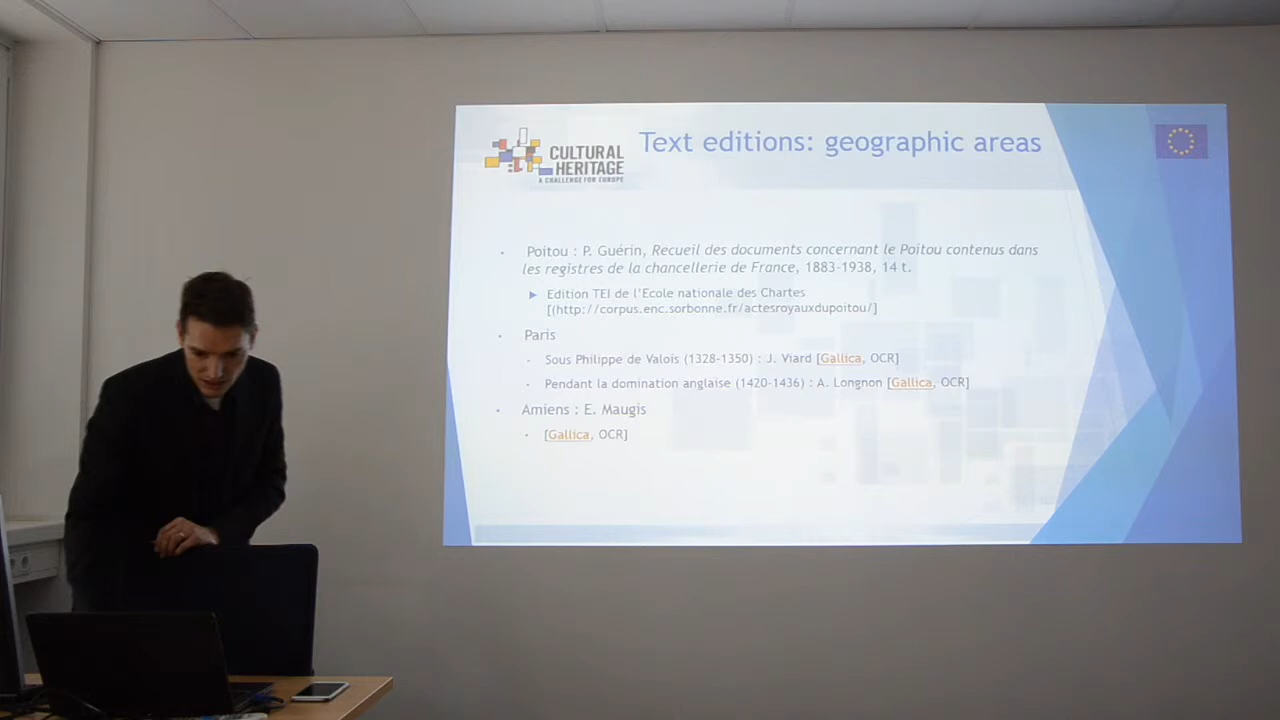 Text editions: geographic areas
CULTURAL
HERITAGE
A CHALLENGE FOR EUROPE
Poitou : P. Guérin, Recueil des documents concernant le Poitou contenus dans
les registres de la chancellerie de France, 1883-1938, 14 t.
Edition TEI de l'Ecole nationale des Chartes
[(http://corpus.enc.sorbonne.fr/actesroyauxdupoitou/]
Paris
Sous Philippe de Valois (1328-1350) : J. Viard [Gallica, OCR]
Pendant la domination anglaise (1420-1436) : A. Longnon [Gallica, OCR]
Amiens : E. Maugis
[Gallica, OCR]